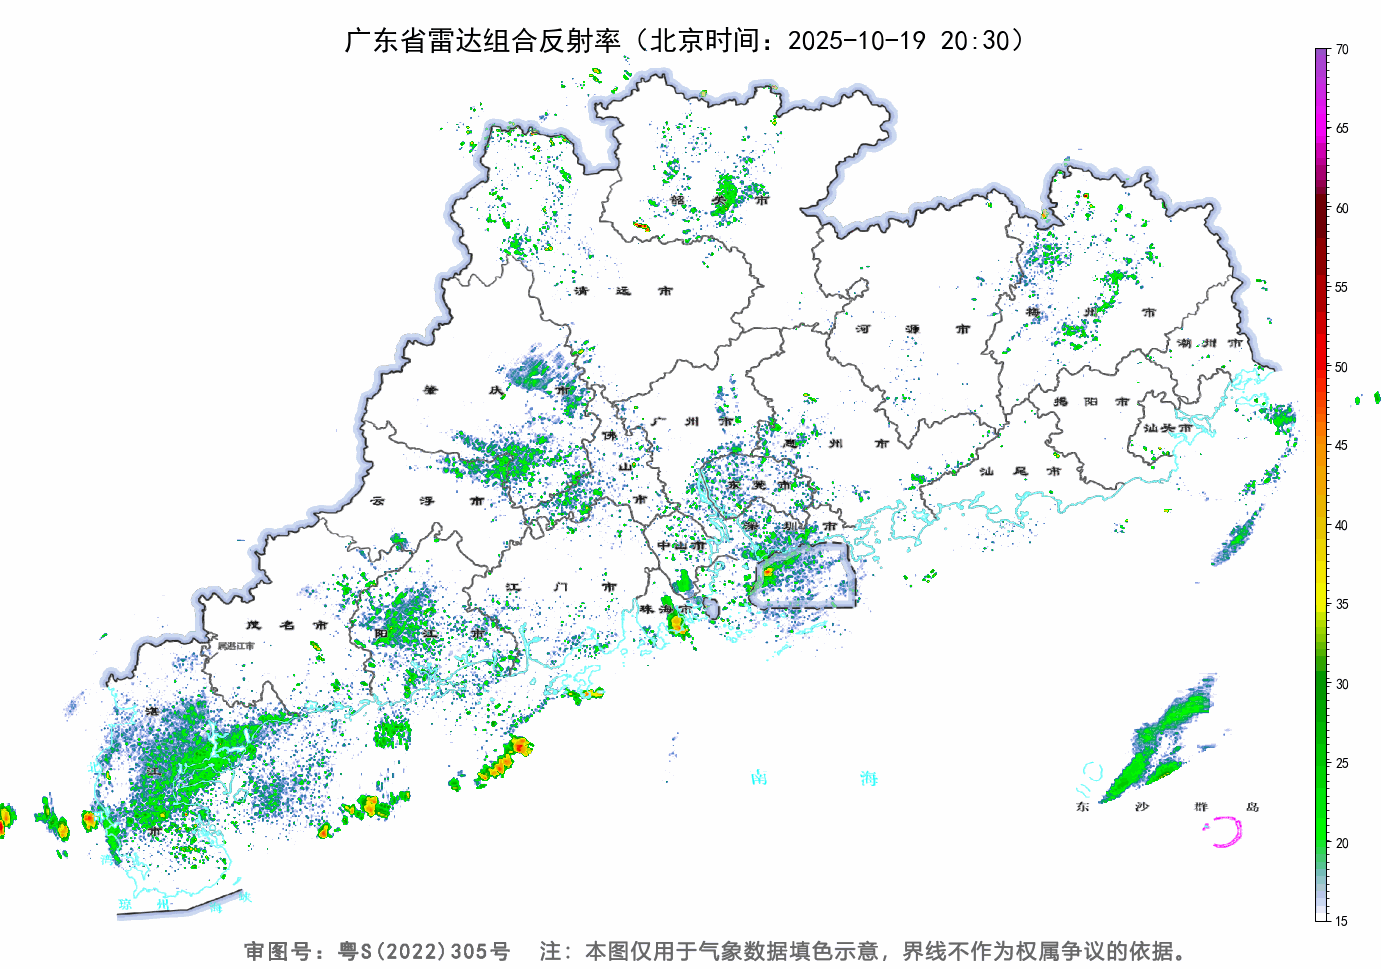 广东省雷达组合反射率（北京时间：2025-10-19 20:30）
70
65
60
55
50
45
40
35
30
25
20
15
韶关市
清远市
河源市
梅州市
潮州市
肇庆市
广州市
佛山市
惠州市
揭阳市
汕头市
东莞市
汕尾市
云浮市
深圳市
中山市
江门市
珠海市
茂名市
阳江市
属湛江市
湛江市
南海
东沙群岛
琼州海峡
审图号：粤S(2022)305号 注：本图仅用于气象数据填色示意，界线不作为权属争议的依据。